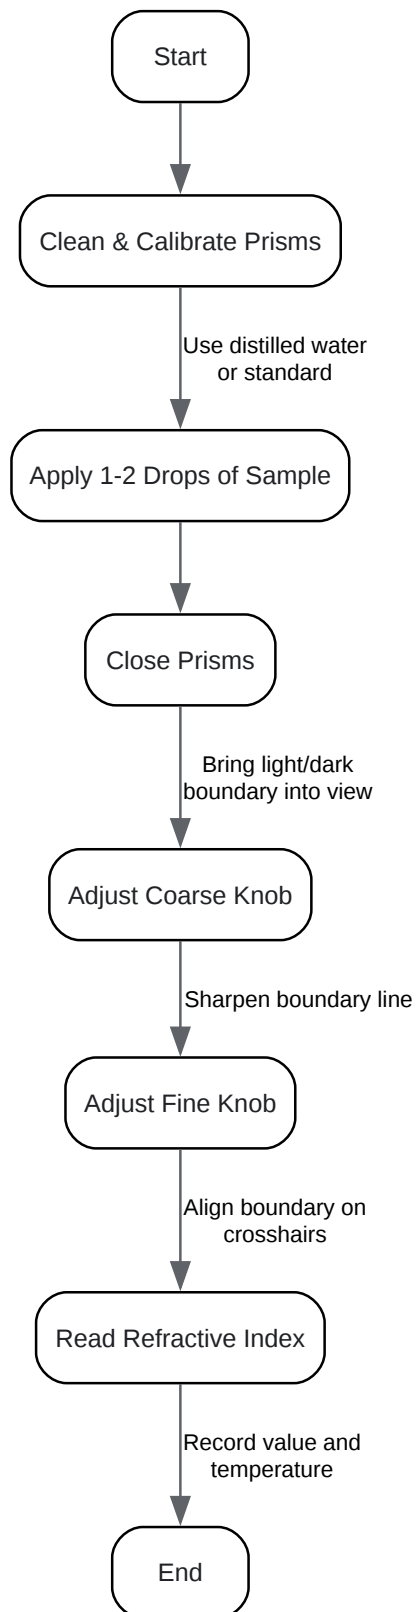 Start
Clean & Calibrate Prisms
Use distilled water
or standard
Apply 1-2 Drops of Sample
Close Prisms
Bring light/dark
boundary into view
Adjust Coarse Knob
Sharpen boundary line
Adjust Fine Knob
Align boundary on
crosshairs
Read Refractive Index
Record value and
temperature
End